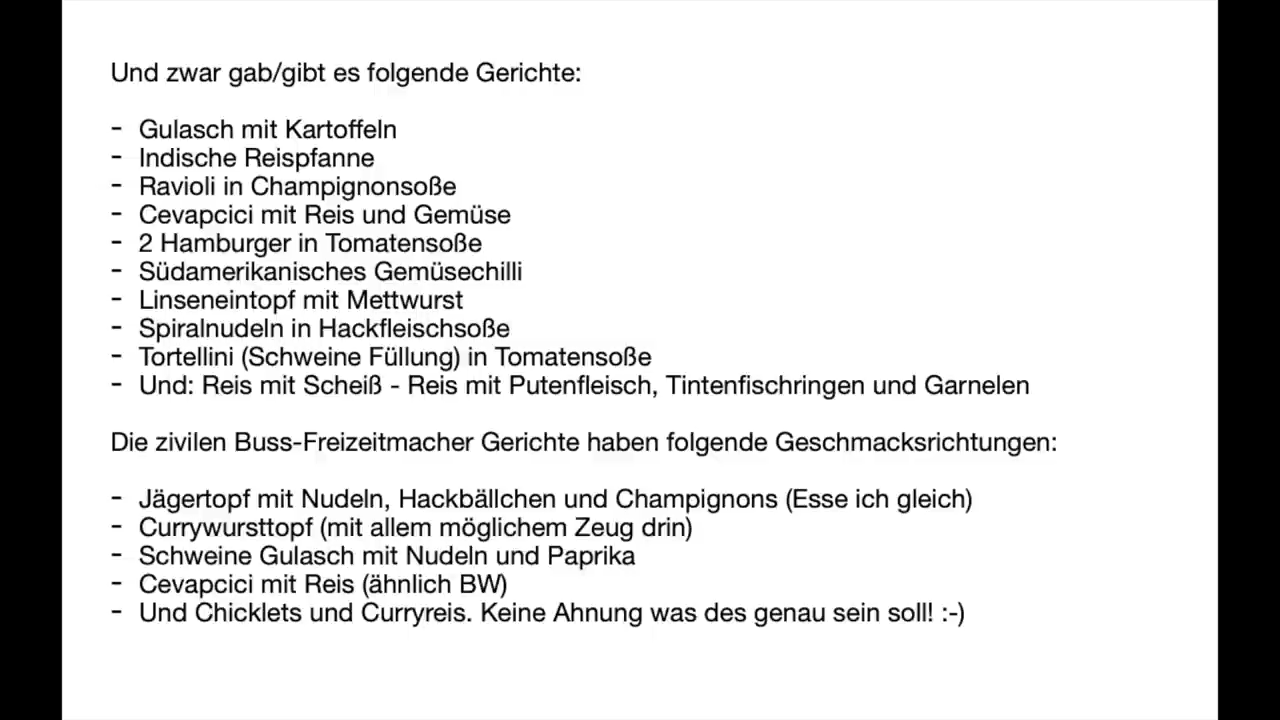 Und zwar gab/gibt es folgende Gerichte:
- Gulasch mit Kartoffeln
- Indische Reispfanne
- Ravioli in Champignonsoße
- Cevapcici mit Reis und Gemüse
- 2 Hamburger in Tomatensoße
- Südamerikanisches Gemüsechilli
- Linseneintopf mit Mettwurst
- Spiralnudeln in Hackfleischsoße
- Tortellini (Schweine Füllung) in Tomatensoße
- Und: Reis mit Scheiß - Reis mit Putenfleisch, Tintenfischringen und Garnelen
Die zivilen Buss-Freizeitmacher Gerichte haben folgende Geschmacksrichtungen:
- Jägertopf mit Nudeln, Hackbällchen und Champignons (Esse ich gleich)
- Currywursttopf (mit allem möglichem Zeug drin)
- Schweine Gulasch mit Nudeln und Paprika
- Cevapcici mit Reis (ähnlich BW)
- Und Chicklets und Curryreis. Keine Ahnung was des genau sein soll! :-)